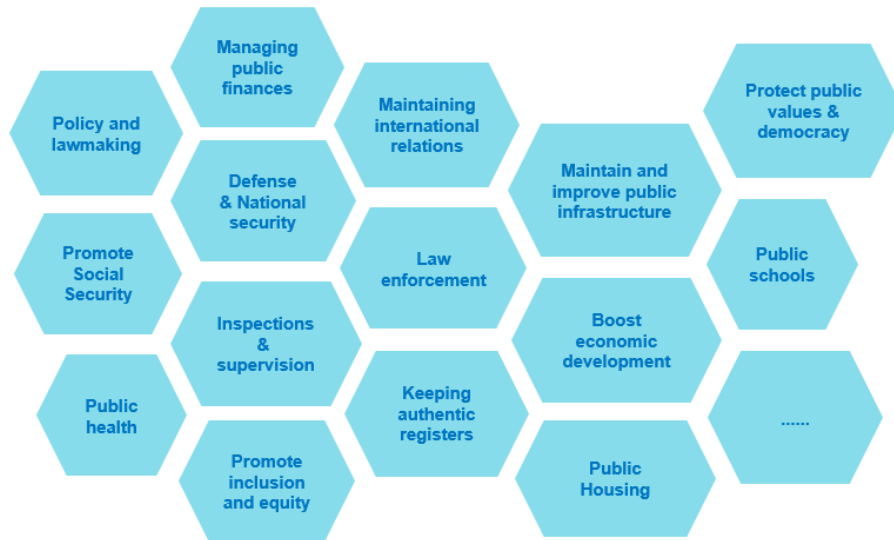 Managing
public
finances
Policy and
lawmaking
Maintaining
international
relations
Protect public
values &
democracy
Defense
& National
security
Maintain and
improve public
infrastructure
Promote
Social
Security
Law
enforcement
Public
schools
Inspections
&
supervision
Boost
economic
development
Public
health
Keeping
authentic
registers
......
Promote
inclusion
and equity
Public
Housing